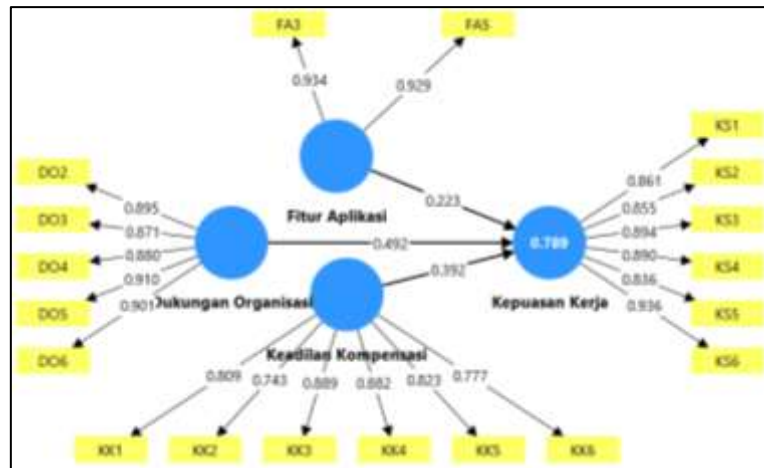 FA3
FA5
0.934
0.929
KS1
KS2
KS3
KS4
KS5
KS6
0.861
0.855
0.894
0.890
0.836
0.936
DO2
DO3
DO4
DO5
DO6
0.895
0.871
0.880
0.910
0.901
Fitur Aplikasi
0.223
0.492
0.392
0.789
Dukungan Organisasi
Kepuasan Kerja
Keadilan Kompensasi
0.809
0.743
0.889
0.882
0.823
0.777
KK1
KK2
KK3
KK4
KK5
KK6